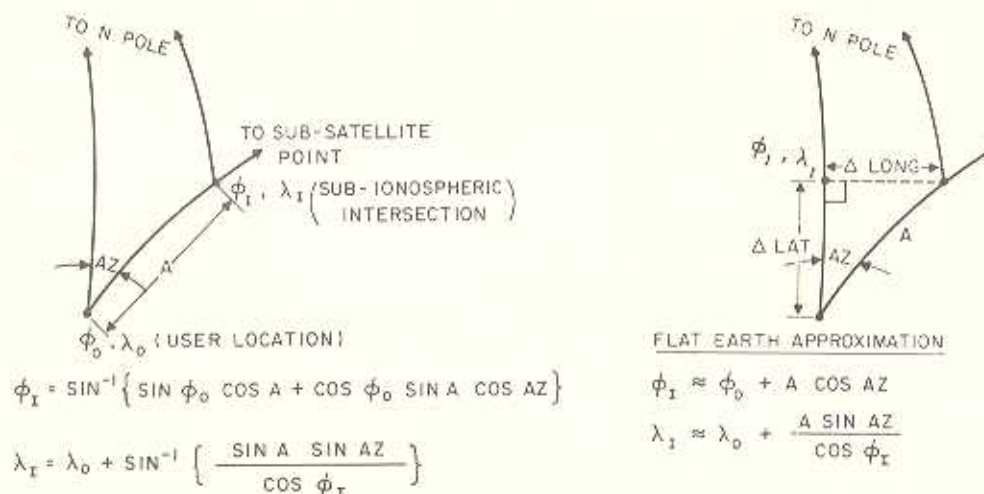 TO N. POLE
TO SUB-SATELLITE
POINT
ϕI, λI (SUB-IONOSPHERIC
INTERSECTION)
AZ
A
ϕ0, λ0 (USER LOCATION)
ϕI = SIN⁻¹ { SIN ϕ0 COS A + COS ϕ0 SIN A COS AZ }
λI = λ0 + SIN⁻¹ { SIN A SIN AZ / COS ϕI }
TO N. POLE
ϕI, λI
Δ LONG
Δ LAT
AZ
A
FLAT EARTH APPROXIMATION
ϕI ≈ ϕ0 + A COS AZ
λI ≈ λ0 + A SIN AZ / COS ϕI